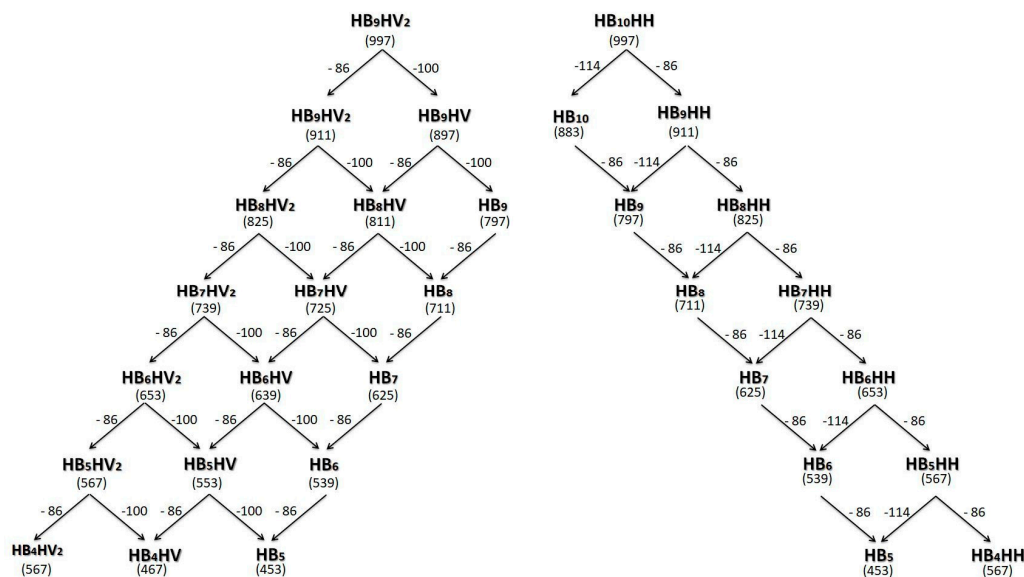 HB₉HV₂ HB₁₀HH
(997) (997)
- 86 -100 -114 - 86
HB₉HV₂ HB₉HV HB₁₀ HB₉HH
(911) (897) (883) (911)
- 86 -100 - 86 -100 - 86 -114 - 86
HB₈HV₂ HB₈HV HB₉ HB₉ HB₈HH
(825) (811) (797) (797) (825)
- 86 -100 - 86 -100 - 86 - 86 -114 - 86
HB₇HV₂ HB₇HV HB₈ HB₈ HB₇HH
(739) (725) (711) (711) (739)
- 86 -100 - 86 -100 - 86 - 86 -114 - 86
HB₆HV₂ HB₆HV HB₇ HB₇ HB₆HH
(653) (639) (625) (625) (653)
- 86 -100 - 86 -100 - 86 - 86 -114 - 86
HB₅HV₂ HB₅HV HB₆ HB₆ HB₅HH
(567) (553) (539) (539) (567)
- 86 -100 - 86 -100 - 86 - 86 -114 - 86
HB₄HV₂ HB₄HV HB₅ HB₅ HB₄HH
(567) (467) (453) (453) (567)